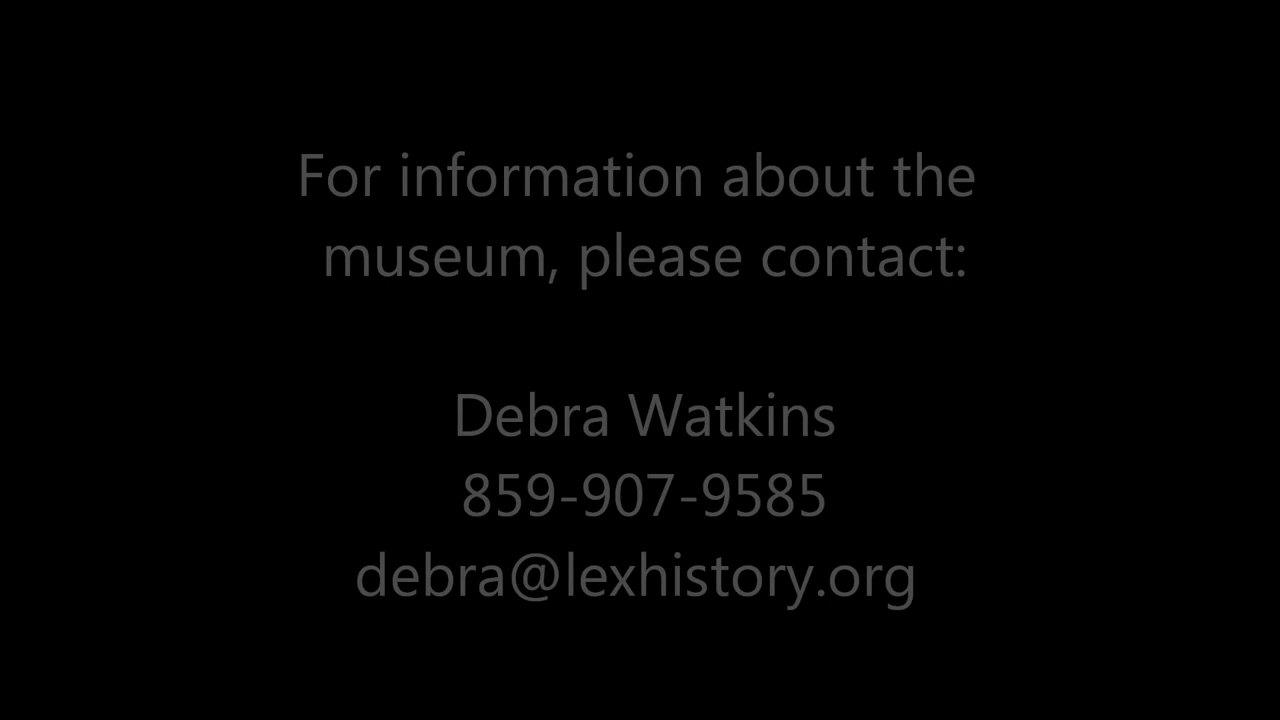 For information about the
museum, please contact:
Debra Watkins
859-907-9585
debra@lexhistory.org